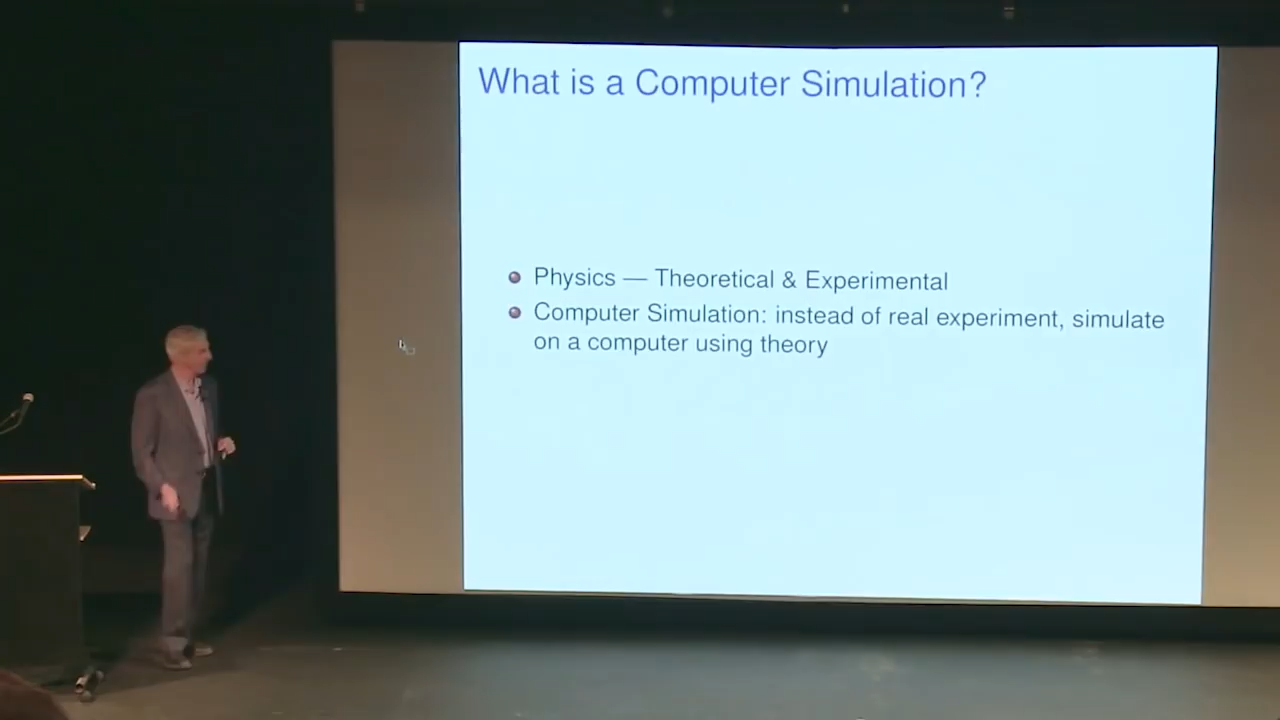 What is a Computer Simulation?
Physics — Theoretical & Experimental
Computer Simulation: instead of real experiment, simulate
on a computer using theory